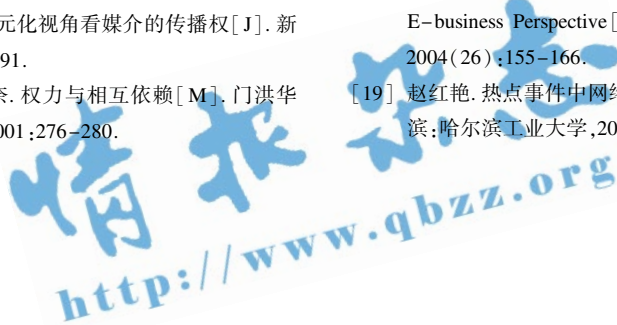 元化视角看媒介的传播权[J]. 新
91.
奈. 权力与相互依赖[M]. 门洪华
001:276-280.
E-business Perspective[
2004(26):155-166.
[19] 赵红艳. 热点事件中网络
滨:哈尔滨工业大学,20
情报杂志
http://www.qbzz.org